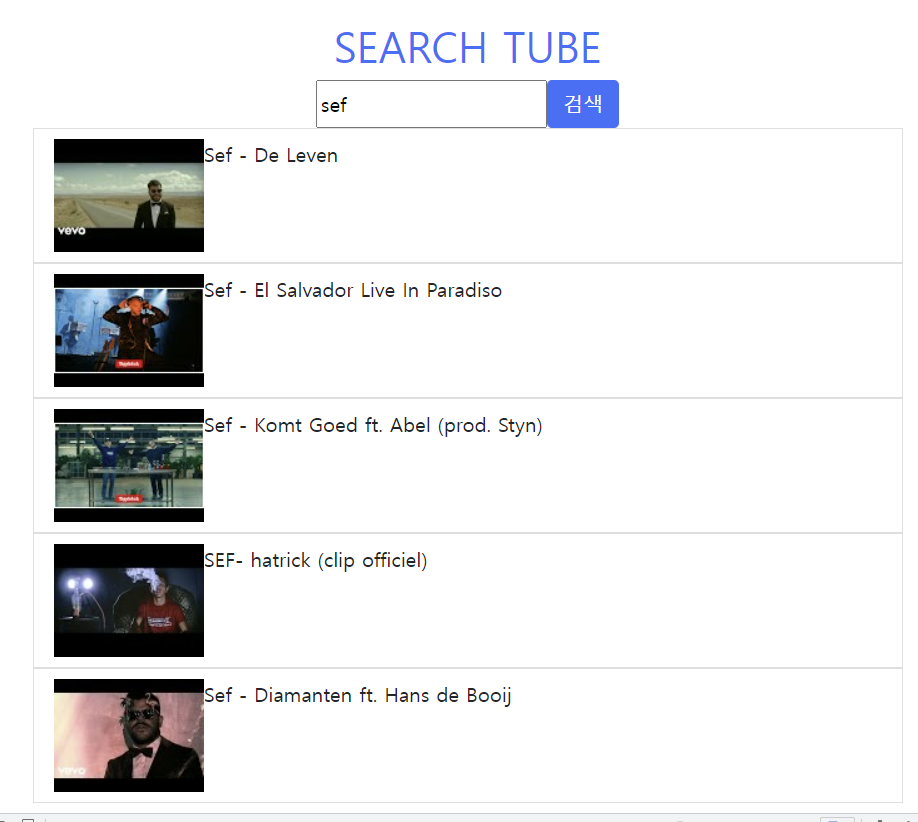 SEARCH TUBE
sef
검색
Sef - De Leven
vevo
Sef - El Salvador Live In Paradiso
Sef - Komt Goed ft. Abel (prod. Styn)
SEF- hatrick (clip officiel)
Sef - Diamanten ft. Hans de Booij
vevo